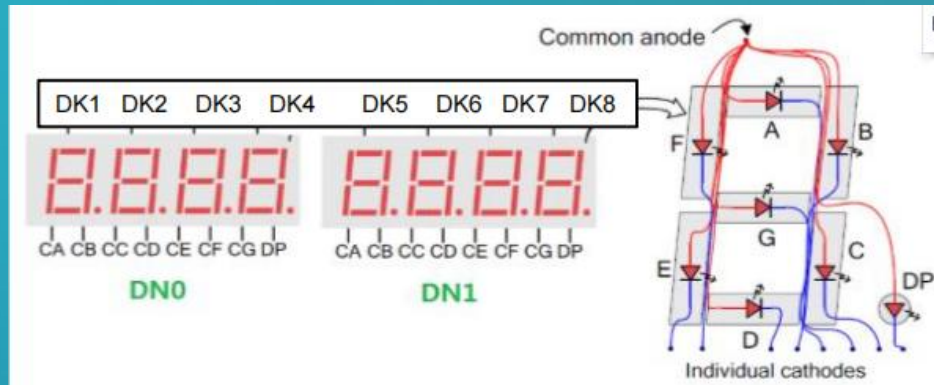 Common anode
DK1 DK2 DK3 DK4 DK5 DK6 DK7 DK8
A
F
B
G
E
C
DP
D
CA CB CC CD CE CF CG DP
CA CB CC CD CE CF CG DP
DN0
DN1
Individual cathodes